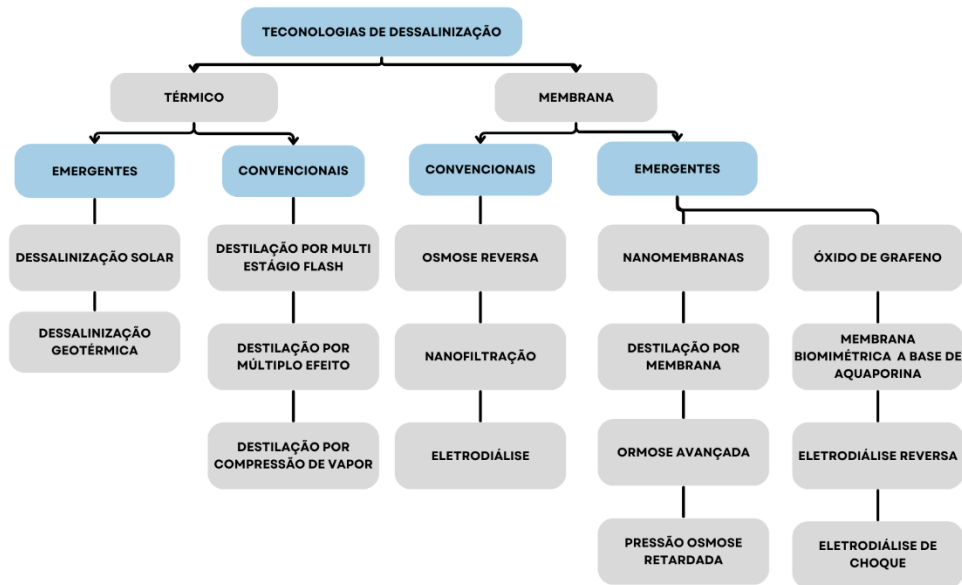 TECONOLOGIAS DE DESSALINIZAÇÃO
TÉRMICO
MEMBRANA
EMERGENTES
CONVENCIONAIS
CONVENCIONAIS
EMERGENTES
DESSALINIZAÇÃO SOLAR
DESTILAÇÃO POR MULTI
ESTÁGIO FLASH
OSMOSE REVERSA
NANOMEMBRANAS
ÓXIDO DE GRAFENO
DESSALINIZAÇÃO
GEOTÉRMICA
DESTILAÇÃO POR
MÚLTIPLO EFEITO
NANOFILTRAÇÃO
DESTILAÇÃO POR
MEMBRANA
MEMBRANA
BIOMIMÉTRICA A BASE DE
AQUAPORINA
DESTILAÇÃO POR
COMPRESSÃO DE VAPOR
ELETRODIÁLISE
ORMOSE AVANÇADA
ELETRODIÁLISE REVERSA
PRESSÃO OSMOSE
RETARDADA
ELETRODIÁLISE DE
CHOQUE